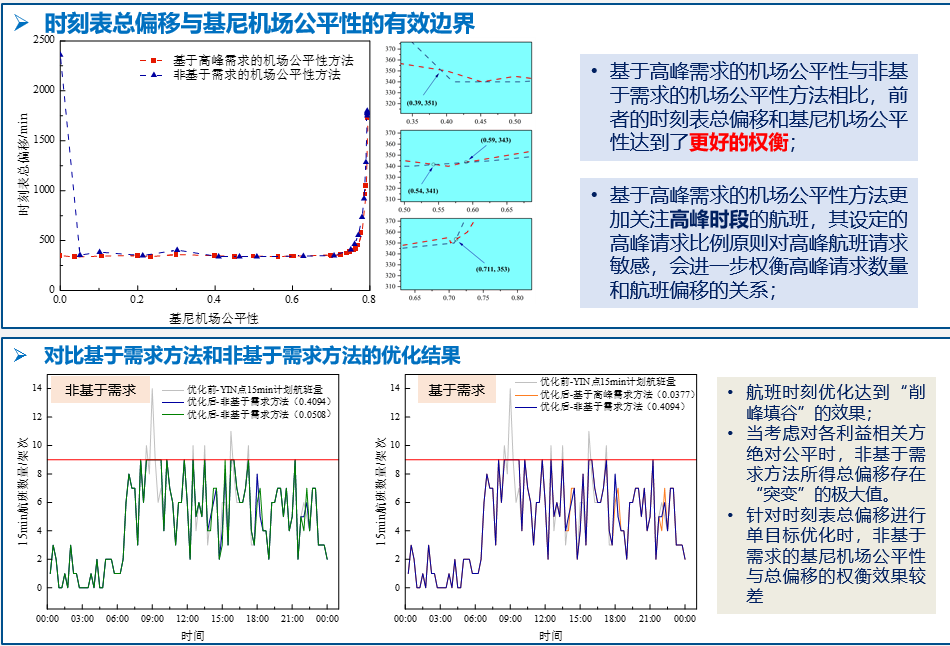 ➢ 时刻表总偏移与基尼机场公平性的有效边界
2500
2000
1500
1000
500
0
时刻表总偏移/min
0.0 0.2 0.4 0.6 0.8
基尼机场公平性
基于高峰需求的机场公平性方法
非基于需求的机场公平性方法
370
360
350
340
330
320
(0.39, 351)
0.35 0.40 0.45 0.50
370
360
350
340
330
320
310
(0.59, 343)
(0.54, 341)
0.50 0.55 0.60 0.65
370
360
350
340
330
320
310
(0.711, 353)
0.65 0.70 0.75 0.80
• 基于高峰需求的机场公平性与非基
于需求的机场公平性方法相比，前
者的时刻表总偏移和基尼机场公平
性达到了更好的权衡；
• 基于高峰需求的机场公平性方法更
加关注高峰时段的航班，其设定的
高峰请求比例原则对高峰航班请求
敏感，会进一步权衡高峰请求数量
和航班偏移的关系；
➢ 对比基于需求方法和非基于需求方法的优化结果
非基于需求
优化前-YIN点15min计划航班量
优化后-非基于需求方法（0.4094）
优化后-非基于需求方法（0.0508）
14
12
10
8
6
4
2
0
15min航班数量/架次
00:00 03:00 06:00 09:00 12:00 15:00 18:00 21:00 00:00
时间
基于需求
优化前-YIN点15min计划航班量
优化后-基于高峰需求方法（0.0377）
优化后-非基于需求方法（0.4094）
14
12
10
8
6
4
2
0
15min航班数量/架次
00:00 03:00 06:00 09:00 12:00 15:00 18:00 21:00 00:00
时间
• 航班时刻优化达到“削
峰填谷”的效果；
• 当考虑对各利益相关方
绝对公平时，非基于需
求方法所得总偏移存在
“突变”的极大值。
• 针对时刻表总偏移进行
单目标优化时，非基于
需求的基尼机场公平性
与总偏移的权衡效果较
差